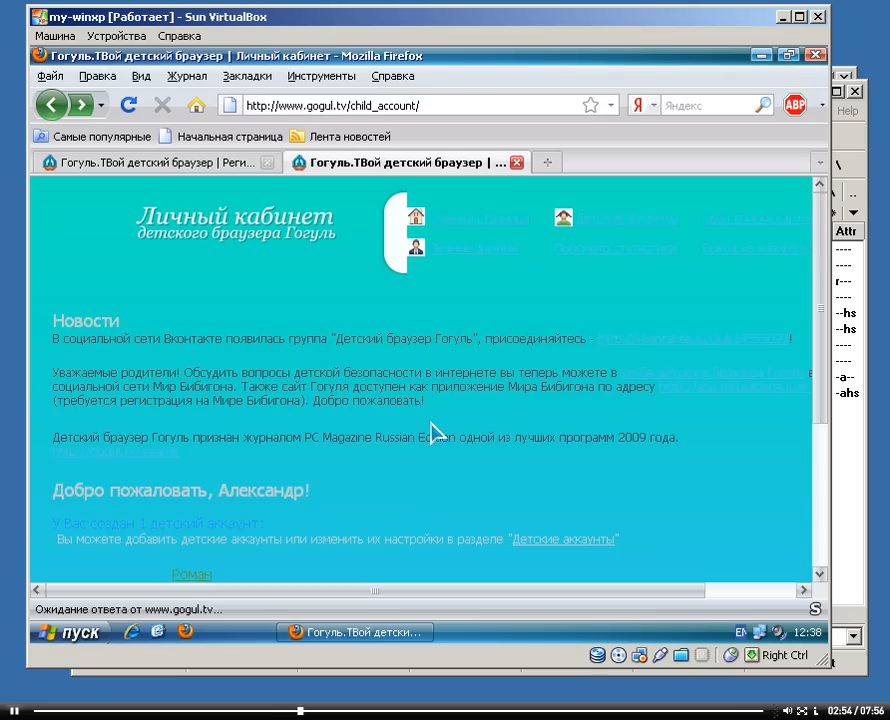 my-winxp [Работает] - Sun VirtualBox
Машина Устройства Справка
Гогуль.ТВой детский браузер | Личный кабинет - Mozilla Firefox
Файл Правка Вид Журнал Закладки Инструменты Справка
Help
http://www.gogul.tv/child_account/
Я Яндекс ABP
Самые популярные Начальная страница Лента новостей
Гогуль.ТВой детский браузер | Реги... Гогуль.ТВой детский браузер | ...
Attr
Личный кабинет
детского браузера Гогуль
----
----
r---
--hs
--hs
----
----
-a--
-ahs
Новости
В социальной сети Вконтакте появилась группа "Детский браузер Гогуль", присоединяйтесь - !
Уважаемые родители! Обсудить вопросы детской безопасности в интернете вы теперь можете в в
социальной сети Мир Бибигона. Также сайт Гогуля доступен как приложение Мира Бибигона по адресу
(требуется регистрация на Мире Бибигона). Добро пожаловать!
Детский браузер Гогуль признан журналом PC Magazine Russian Edition одной из лучших программ 2009 года.
Добро пожаловать, Александр!
У Вас создан 1 детский аккаунт:
Вы можете добавить детские аккаунты или изменить их настройки в разделе "Детские аккаунты"
Роман
Ожидание ответа от www.gogul.tv...
пуск Гогуль.ТВой детски... EN 12:38
Right Ctrl
02:54 / 07:56